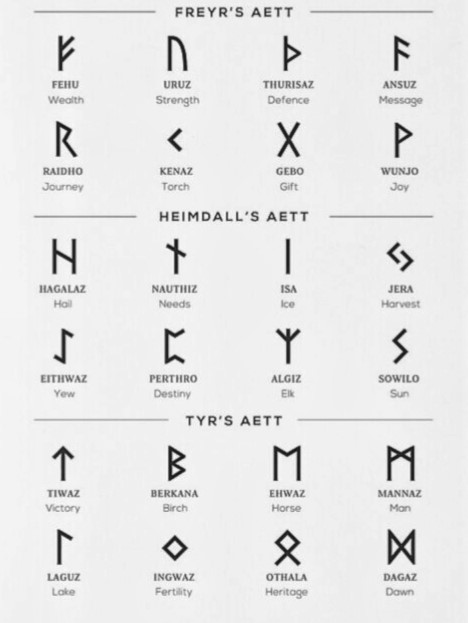 FREYR'S AETT
ᚠ ᚢ ᚦ ᚨ
FEHU URUZ THURISAZ ANSUZ
Wealth Strength Defence Message
ᚱ ᚲ ᚷ ᚹ
RAIDHO KENAZ GEBO WUNJO
Journey Torch Gift Joy
HEIMDALL'S AETT
ᚺ ᚾ ᛁ ᛃ
HAGALAZ NAUTHIZ ISA JERA
Hail Needs Ice Harvest
ᛇ ᛈ ᛉ ᛊ
EITHWAZ PERTHRO ALGIZ SOWILO
Yew Destiny Elk Sun
TYR'S AETT
ᛏ ᛒ ᛖ ᛗ
TIWAZ BERKANA EHWAZ MANNAZ
Victory Birch Horse Man
ᛚ ᛜ ᛟ ᛞ
LAGUZ INGWAZ OTHALA DAGAZ
Lake Fertility Heritage Dawn